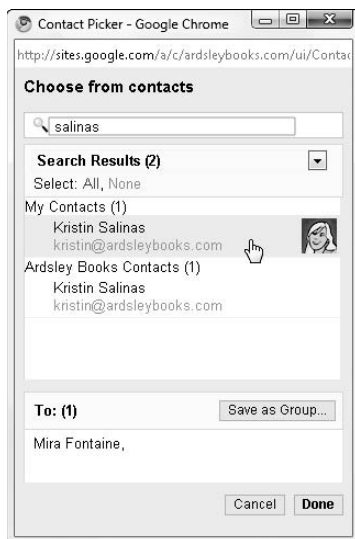 Contact Picker - Google Chrome
http://sites.google.com/a/c/ardsleybooks.com/ui/Contac
Choose from contacts
salinas
Search Results (2)
Select: All, None
My Contacts (1)
Kristin Salinas
kristin@ardsleybooks.com
Ardsley Books Contacts (1)
Kristin Salinas
kristin@ardsleybooks.com
To: (1)
Save as Group...
Mira Fontaine,
Cancel
Done